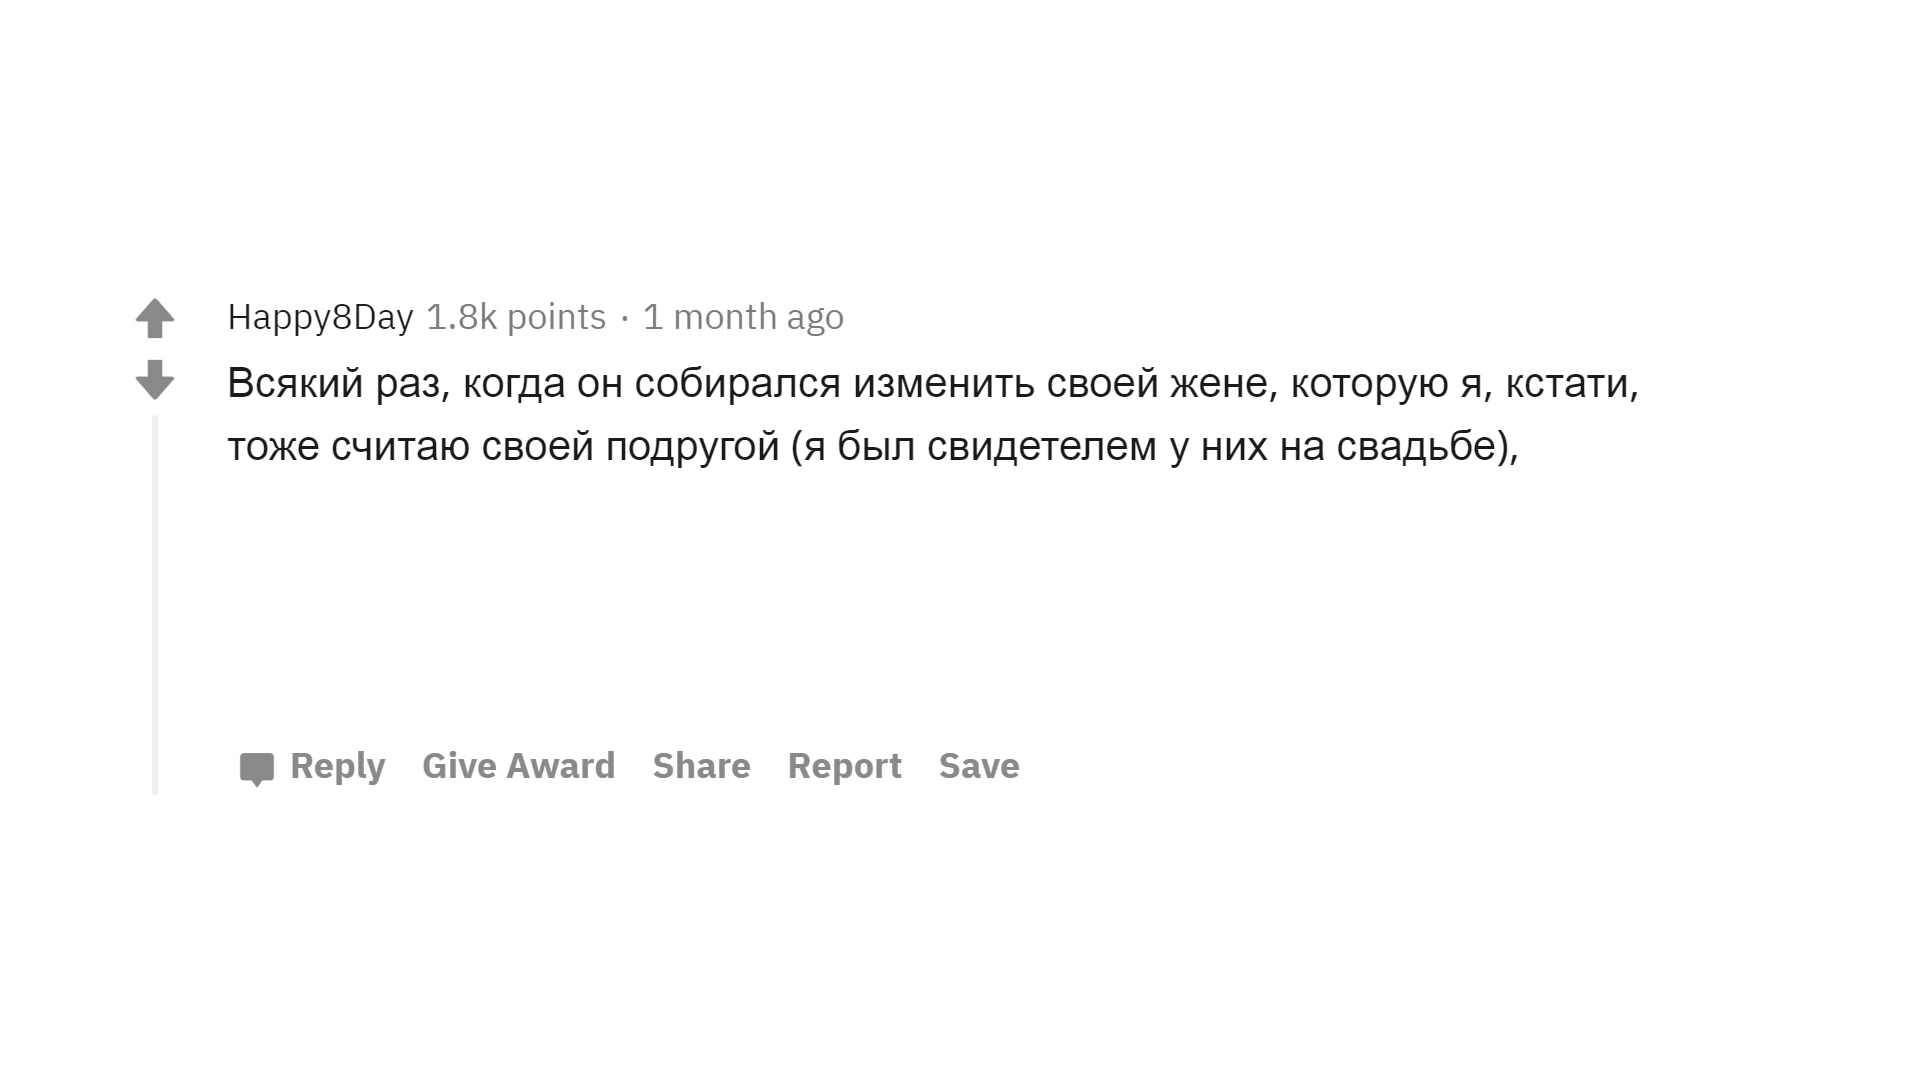 Happy8Day 1.8k points · 1 month ago
Всякий раз, когда он собирался изменить своей жене, которую я, кстати,
тоже считаю своей подругой (я был свидетелем у них на свадьбе),
Reply Give Award Share Report Save